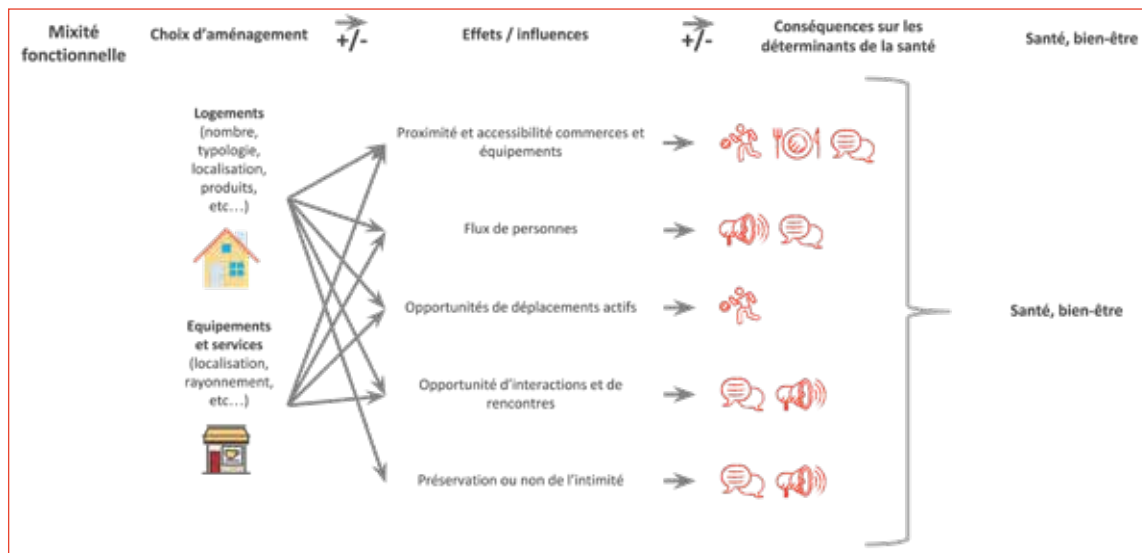 Mixité
fonctionnelle
Choix d'aménagement
+/-
Effets / influences
+/-
Conséquences sur les
déterminants de la santé
Santé, bien-être
Logements
(nombre,
typologie,
localisation,
produits,
etc...)
Equipements
et services
(localisation,
rayonnement,
etc...)
Proximité et accessibilité commerces et
équipements
Flux de personnes
Opportunités de déplacements actifs
Opportunité d'interactions et de
rencontres
Préservation ou non de l'intimité
Santé, bien-être